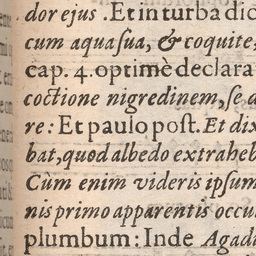 dor ejus. Et in turba dic
cum aqua sua, & coquite,
cap. 4. optimè declara
coctione nigredinem, se a
re: Et paulo post. Et dix
bat, quod albedo extraheb
Cùm enim videris ipsum
nis primo apparentis occul
plumbum: Inde Agad